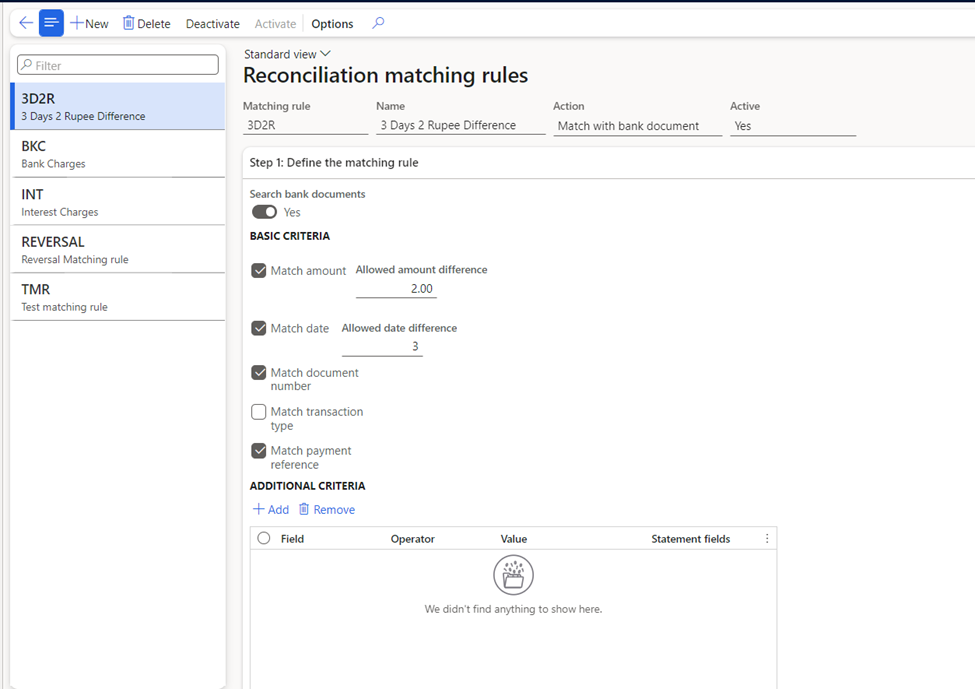 New Delete Deactivate Activate Options
Filter
3D2R
3 Days 2 Rupee Difference
BKC
Bank Charges
INT
Interest Charges
REVERSAL
Reversal Matching rule
TMR
Test matching rule
Standard view
Reconciliation matching rules
Matching rule Name Action Active
3D2R 3 Days 2 Rupee Difference Match with bank document Yes
Step 1: Define the matching rule
Search bank documents
Yes
BASIC CRITERIA
Match amount Allowed amount difference
2.00
Match date Allowed date difference
3
Match document
number
Match transaction
type
Match payment
reference
ADDITIONAL CRITERIA
Add Remove
Field Operator Value Statement fields
We didn't find anything to show here.